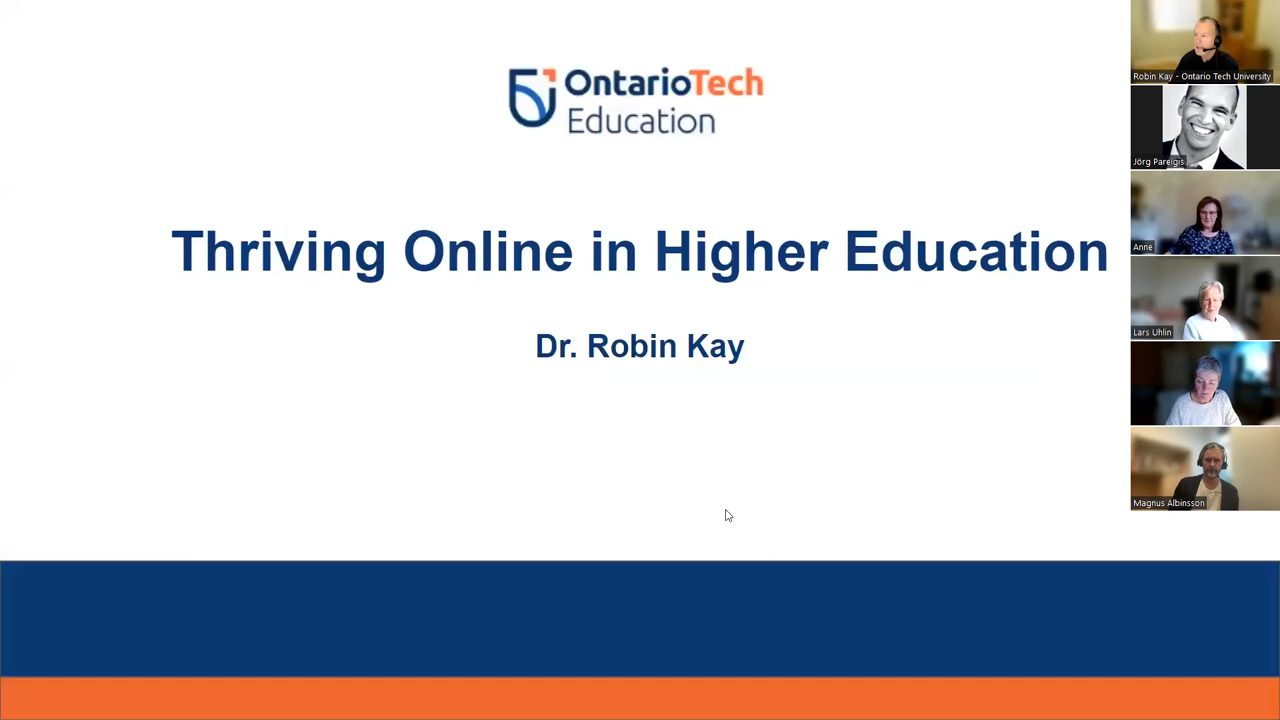 OntarioTech
Education
Thriving Online in Higher Education
Dr. Robin Kay
Robin Kay - Ontario Tech University
Jörg Pareigis
Anne
Lars Uhlin
Magnus Albinsson